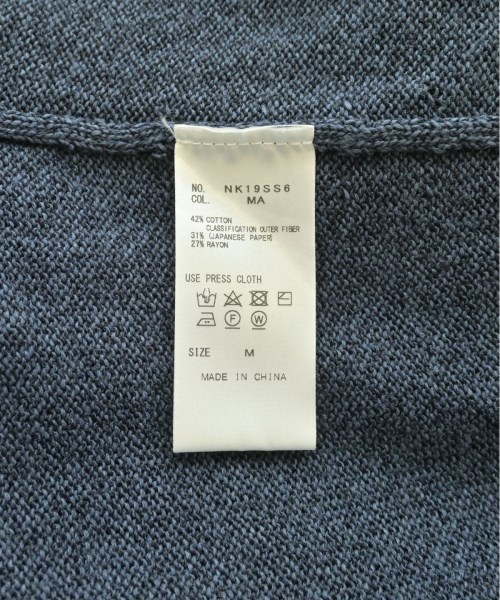 NO. NK19SS6
COL. MA
42% COTTON
CLASSIFICATION OUTER FIBER
31% (JAPANESE PAPER)
27% RAYON
USE PRESS CLOTH
F W
SIZE M
MADE IN CHINA